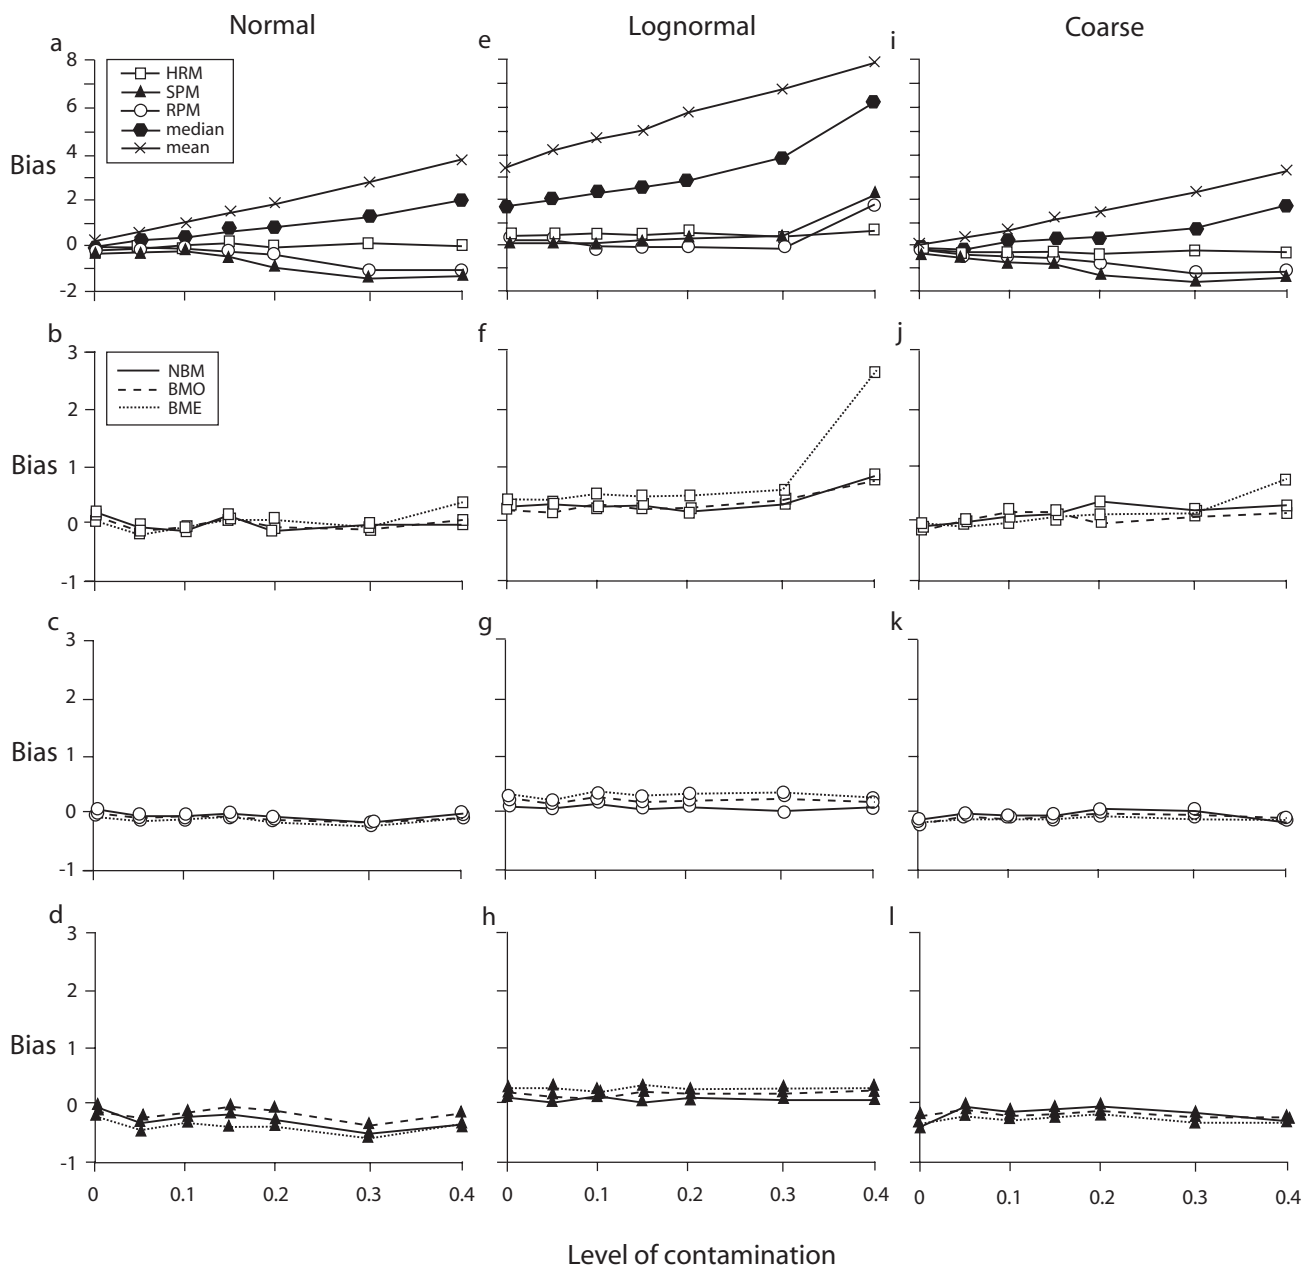 Normal Lognormal Coarse
a e i
8
6
4
2
0
-2
Bias
HRM
SPM
RPM
median
mean
b f j
3
2
1
0
-1
Bias
NBM
BMO
BME
c g k
3
2
1
0
-1
Bias
d h l
3
2
1
0
-1
Bias
0 0.1 0.2 0.3 0.4 0 0.1 0.2 0.3 0.4 0 0.1 0.2 0.3 0.4
Level of contamination